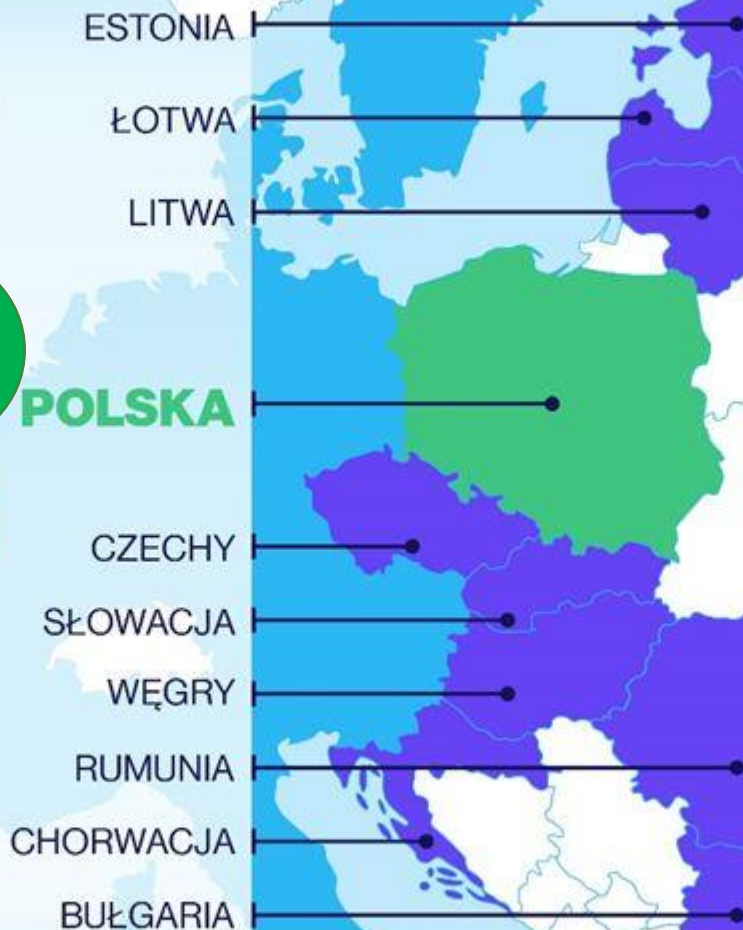 ESTONIA
ŁOTWA
LITWA
POLSKA
CZECHY
SŁOWACJA
WĘGRY
RUMUNIA
CHORWACJA
BUŁGARIA